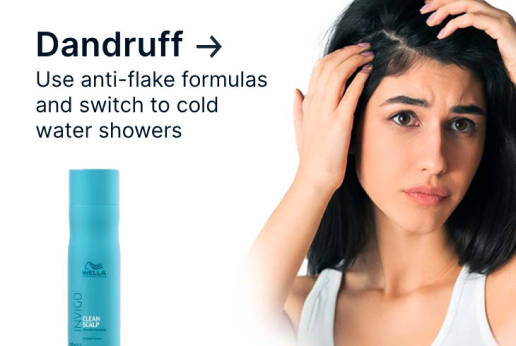 Dandruff →
Use anti-flake formulas
and switch to cold
water showers
WELLA
INVIGO
CLEAN
SCALP